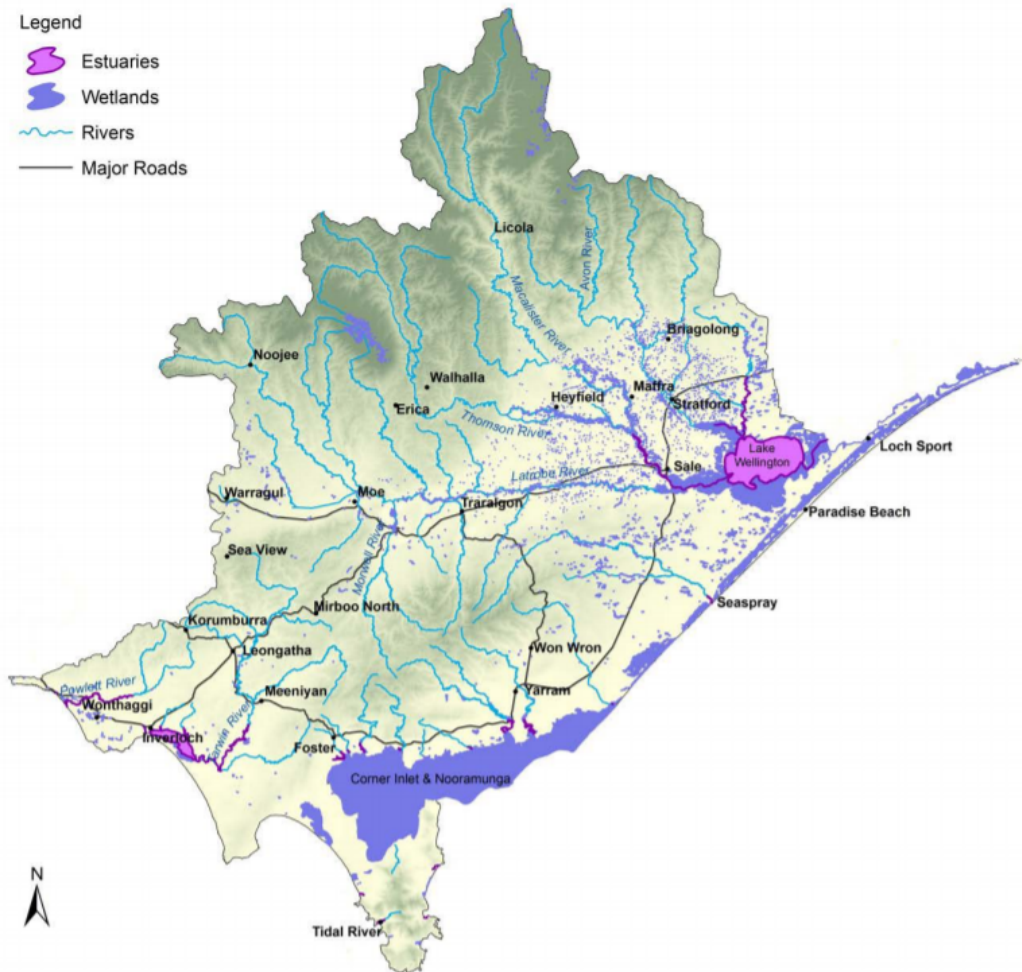 Legend
Estuaries
Wetlands
Rivers
Major Roads
Licola
Avon River
Macalister River
Briagolong
Noojee
Walhalla
Erica
Heyfield
Maffra
Stratford
Thomson River
Lake
Wellington
Loch Sport
Sale
Latrobe River
Warragul
Moe
Traralgon
Paradise Beach
Morwell River
Sea View
Seaspray
Mirboo North
Korumburra
Leongatha
Won Wron
Powlett River
Meeniyan
Yarram
Wonthaggi
Inverloch
Tarwin River
Foster
Corner Inlet & Nooramunga
N
Tidal River